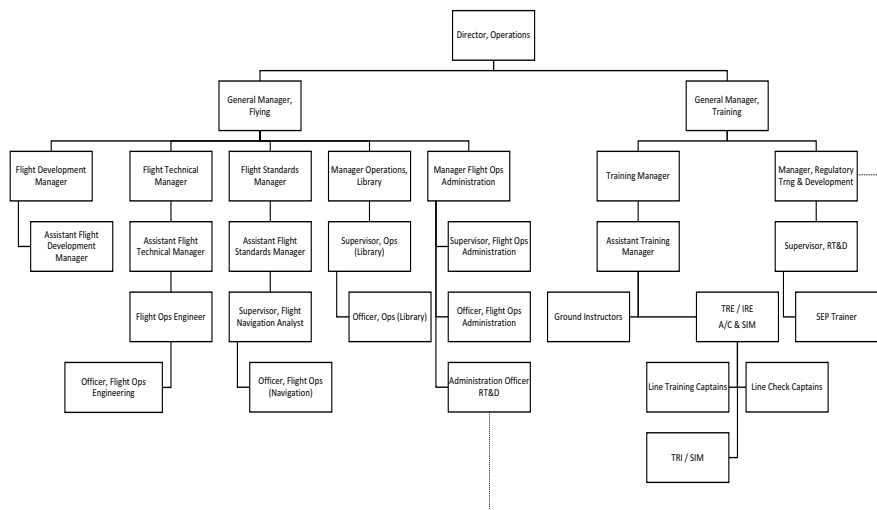 Director, Operations
General Manager,
Flying
General Manager,
Training
Flight Development
Manager
Flight Technical
Manager
Flight Standards
Manager
Manager Operations,
Library
Manager Flight Ops
Administration
Training Manager
Manager, Regulatory
Trng & Development
Assistant Flight
Development
Manager
Assistant Flight
Technical Manager
Assistant Flight
Standards Manager
Supervisor, Ops
(Library)
Supervisor, Flight Ops
Administration
Assistant Training
Manager
Supervisor, RT&D
Flight Ops Engineer
Supervisor, Flight
Navigation Analyst
Officer, Ops (Library)
Officer, Flight Ops
Administration
Ground Instructors
TRE / IRE
A/C & SIM
SEP Trainer
Officer, Flight Ops
Engineering
Officer, Flight Ops
(Navigation)
Administration Officer
RT&D
Line Training Captains
Line Check Captains
TRI / SIM